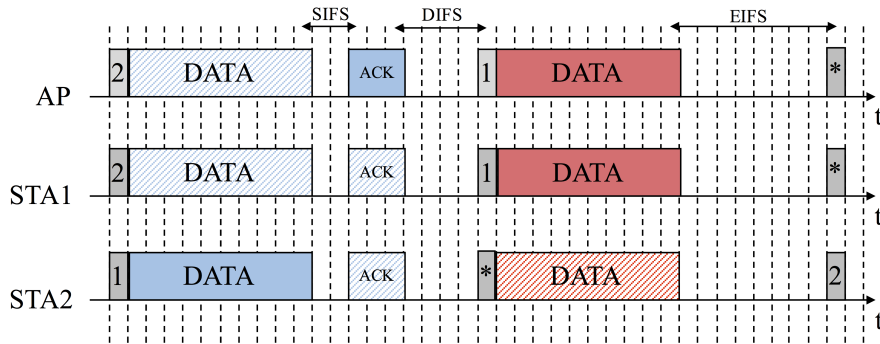 SIFS DIFS EIFS
2 DATA ACK 1 DATA *
AP
t
2 DATA ACK 1 DATA *
STA1
t
1 DATA ACK * DATA 2
STA2
t